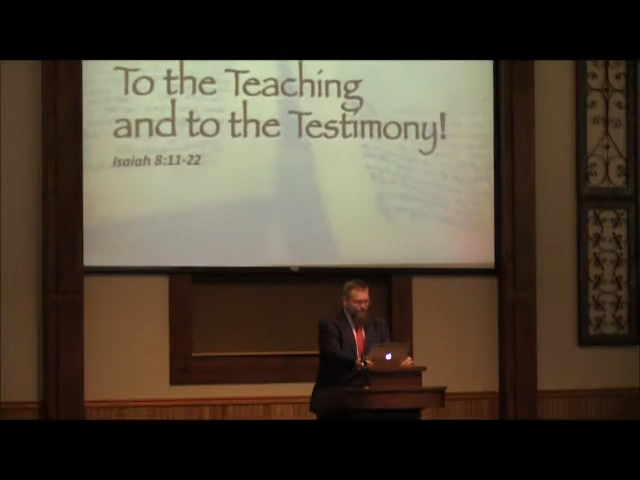 To the Teaching
and to the Testimony!
Isaiah 8:11-22